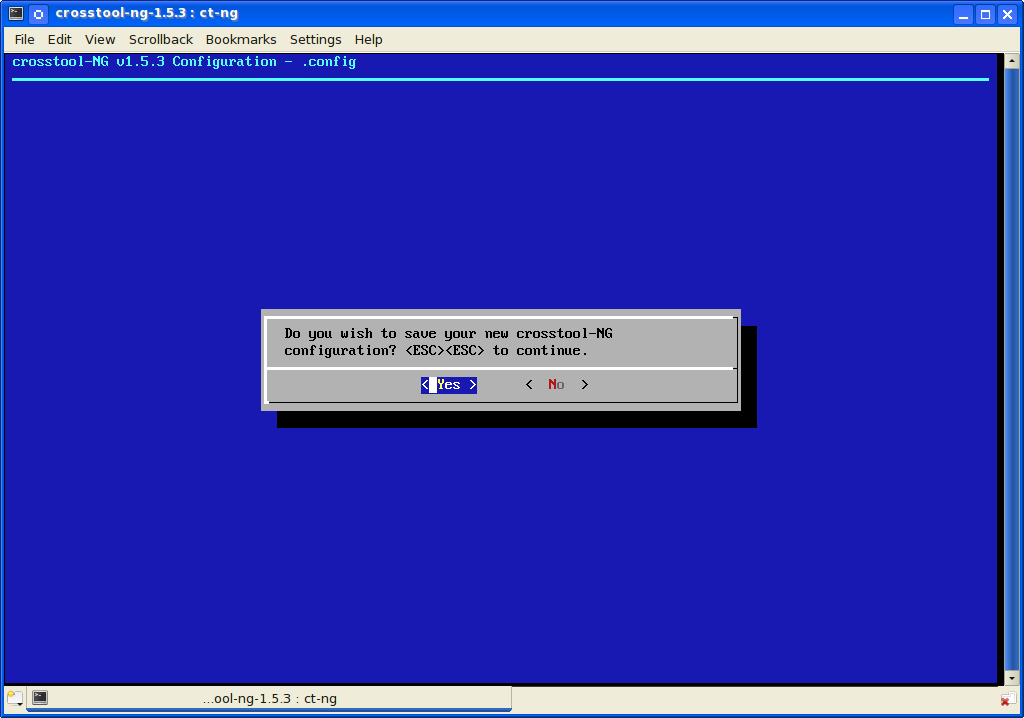 crosstool-ng-1.5.3 : ct-ng
File Edit View Scrollback Bookmarks Settings Help
crosstool-NG v1.5.3 Configuration - .config
Do you wish to save your new crosstool-NG
configuration? <ESC><ESC> to continue.
< Yes > < No >
...ool-ng-1.5.3 : ct-ng